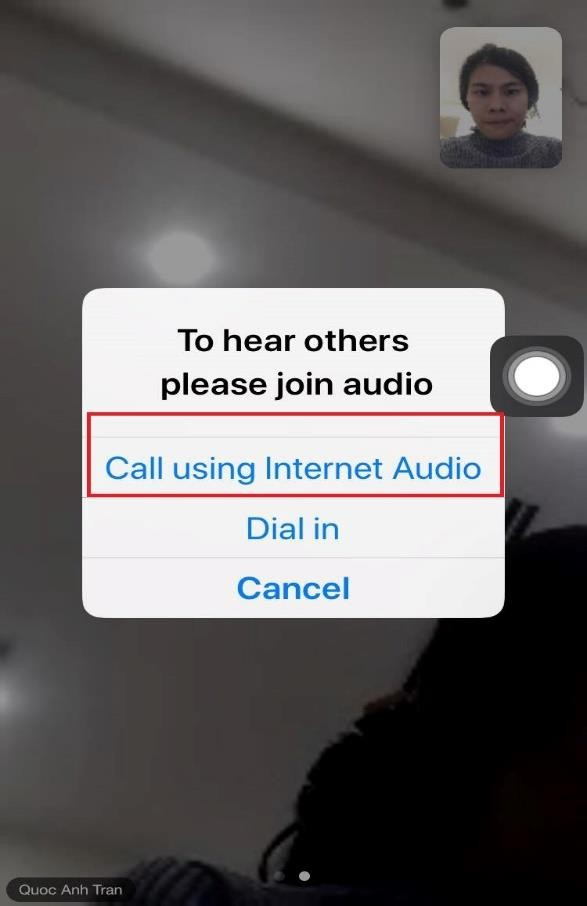 To hear others
please join audio
Call using Internet Audio
Dial in
Cancel
Quoc Anh Tran